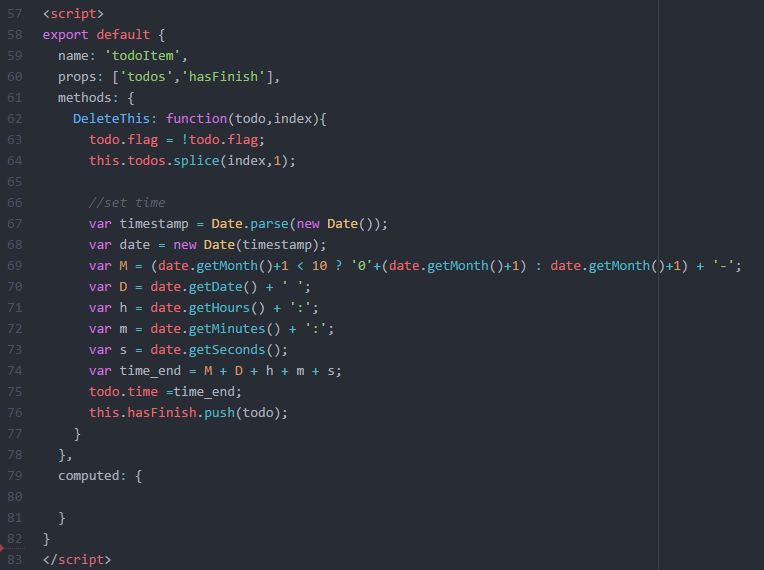 57 <script>
58 export default {
59   name: 'todoItem',
60   props: ['todos','hasFinish'],
61   methods: {
62     DeleteThis: function(todo,index){
63       todo.flag = !todo.flag;
64       this.todos.splice(index,1);
65
66       //set time
67       var timestamp = Date.parse(new Date());
68       var date = new Date(timestamp);
69       var M = (date.getMonth()+1 < 10 ? '0'+(date.getMonth()+1) : date.getMonth()+1) + '-';
70       var D = date.getDate() + ' ';
71       var h = date.getHours() + ':';
72       var m = date.getMinutes() + ':';
73       var s = date.getSeconds();
74       var time_end = M + D + h + m + s;
75       todo.time =time_end;
76       this.hasFinish.push(todo);
77     }
78   },
79   computed: {
80
81   }
82 }
83 </script>